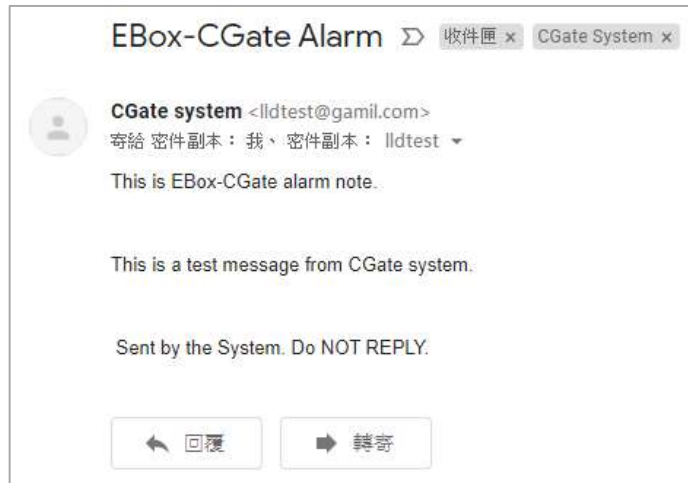 EBox-CGate Alarm 收件匣 × CGate System ×
CGate system <lldtest@gamil.com>
寄給 密件副本： 我、 密件副本： lldtest
This is EBox-CGate alarm note.
This is a test message from CGate system.
Sent by the System. Do NOT REPLY.
回覆 轉寄